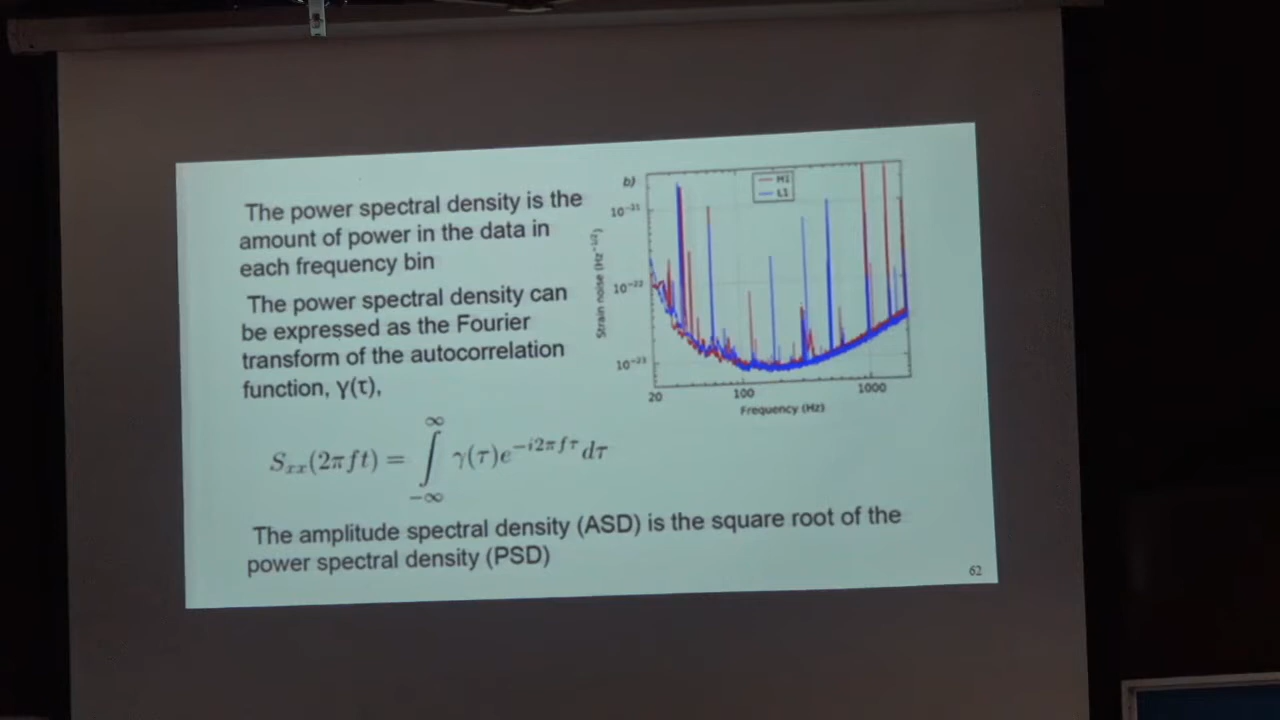 The power spectral density is the
amount of power in the data in
each frequency bin
The power spectral density can
be expressed as the Fourier
transform of the autocorrelation
function, γ(τ),
b)
H1
L1
10⁻²¹
10⁻²²
10⁻²³
Strain noise (Hz⁻¹/²)
20
100
1000
Frequency (Hz)
Sₓₓ(2πft) = ∫_{-∞}^{∞} γ(τ)e^{-i2πfτ}dτ
The amplitude spectral density (ASD) is the square root of the
power spectral density (PSD)
62